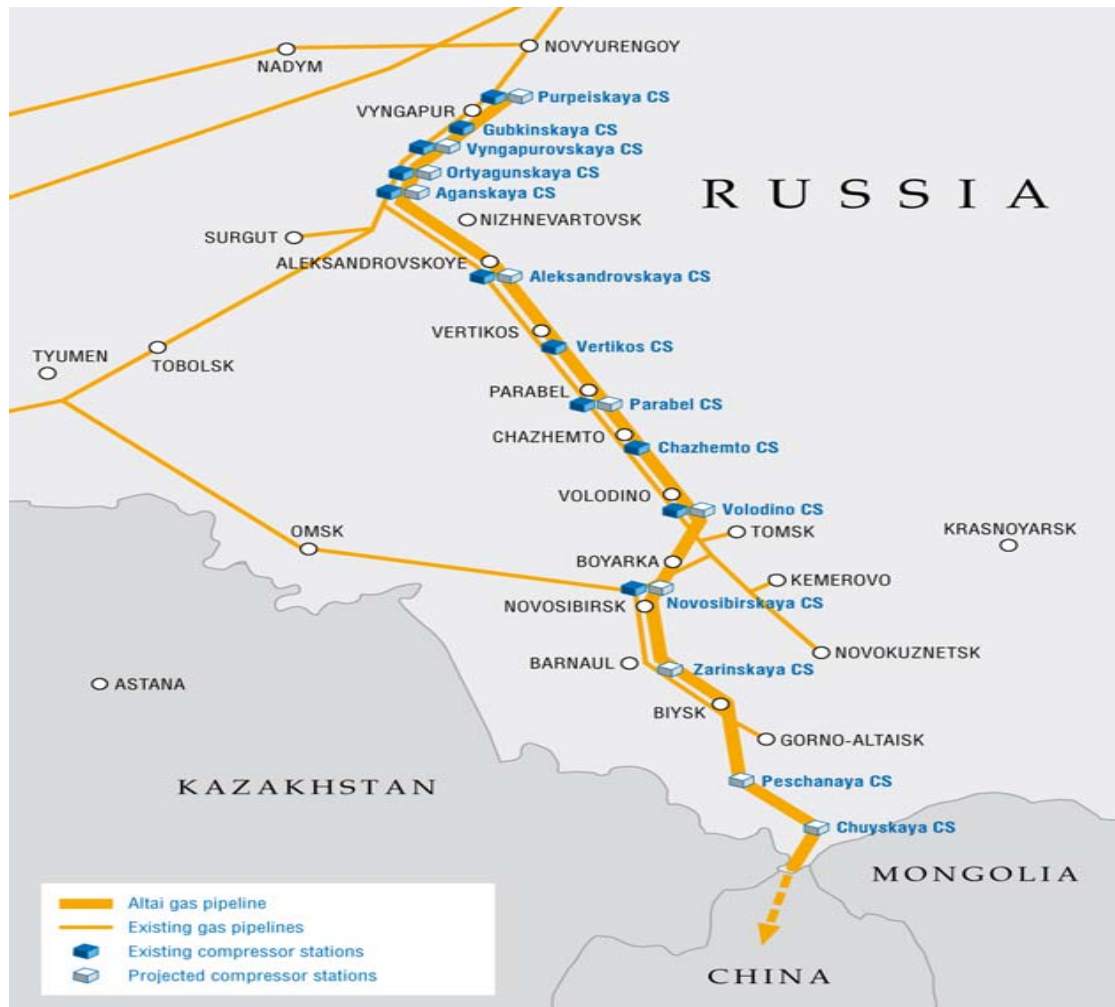 NOVYURENGOY
NADYM
Purpeiskaya CS
VYNGAPUR
Gubkinskaya CS
Vyngapurovskaya CS
Ortyagunskaya CS
Aganskaya CS
RUSSIA
NIZHNEVARTOVSK
SURGUT
ALEKSANDROVSKOYE
Aleksandrovskaya CS
VERTIKOS
Vertikos CS
TYUMEN
TOBOLSK
PARABEL
Parabel CS
CHAZHEMTO
Chazhemto CS
VOLODINO
Volodino CS
OMSK
TOMSK
KRASNOYARSK
BOYARKA
KEMEROVO
NOVOSIBIRSK
Novosibirskaya CS
NOVOKUZNETSK
BARNAUL
Zarinskaya CS
ASTANA
BIYSK
GORNO-ALTAISK
KAZAKHSTAN
Peschanaya CS
Chuyskaya CS
MONGOLIA
Altai gas pipeline
Existing gas pipelines
Existing compressor stations
Projected compressor stations
CHINA